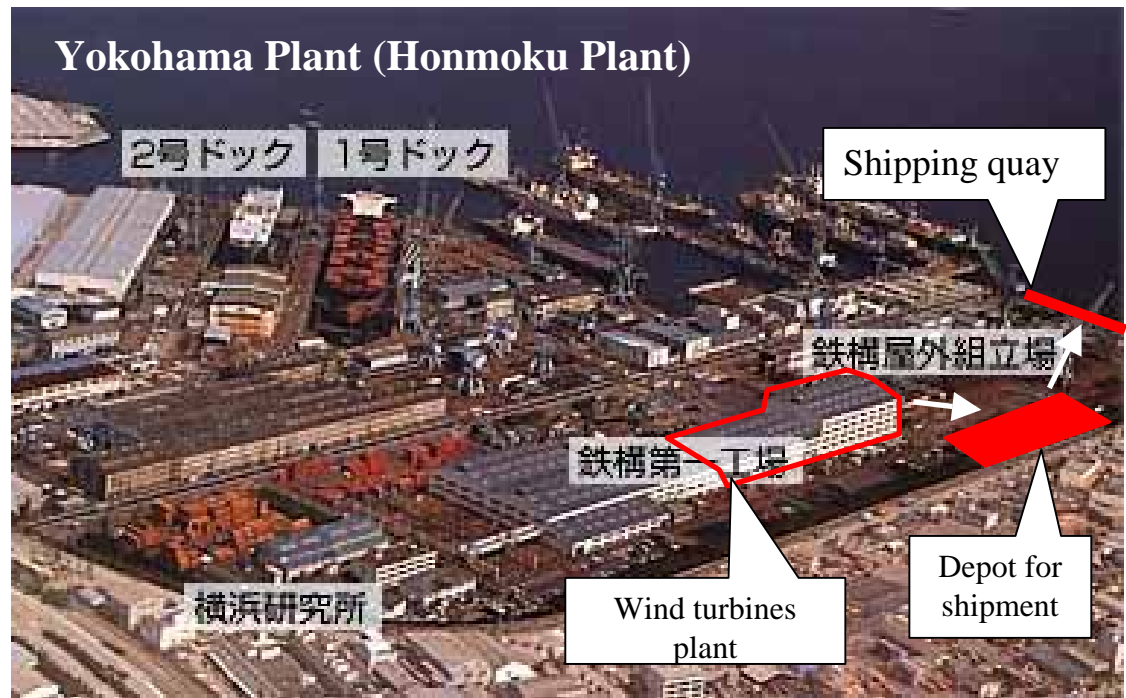 Yokohama Plant (Honmoku Plant)
2号ドック 1号ドック
Shipping quay
鉄構屋外組立場
鉄構第一工場
Depot for
shipment
Wind turbines
plant
横浜研究所